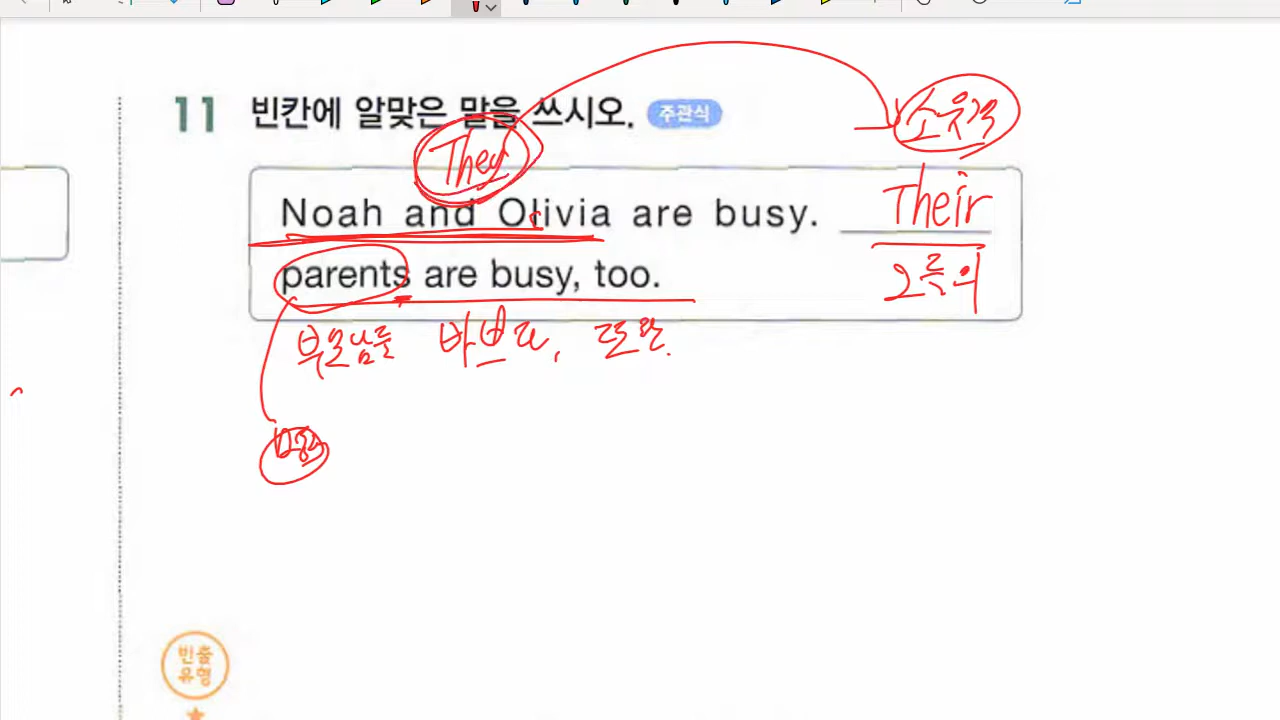 11 빈칸에 알맞은 말을 쓰시오. 주관식
소유격
They
Noah and Olivia are busy. Their
parents are busy, too.
그들의
부모님들 바쁘다, 또한.
명사
빈출
유형